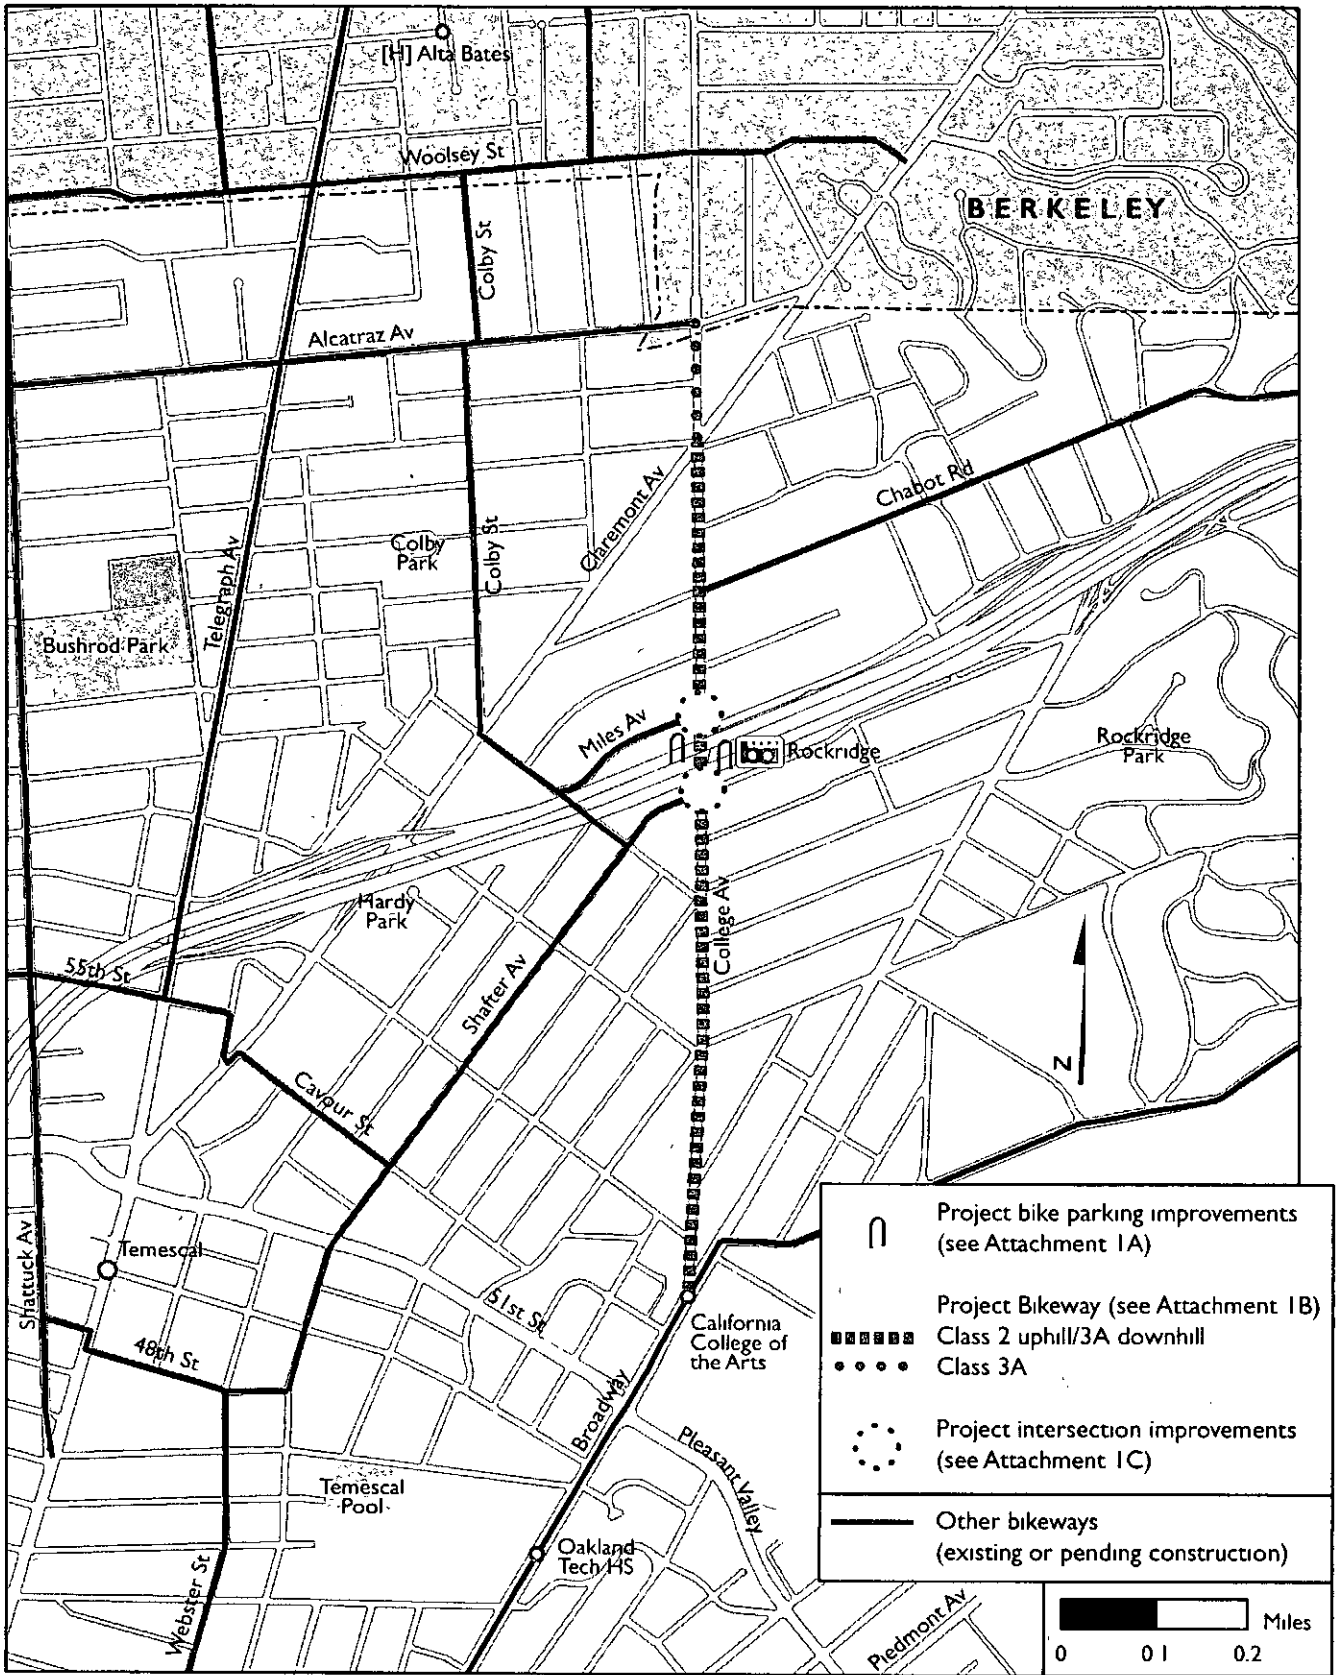 [H] Alta Bates
Woolsey St
BERKELEY
Colby St
Alcatraz Av
Claremont Av
Chabot Rd
Colby
Park
Colby St
Telegraph Av
Bushrod Park
Miles Av
Rockridge
Rockridge
Park
Hardy
Park
College Av
55th St
Shafter Av
N
Cavour St
Shattuck Av
Temescal
51st St
48th St
California
College of
the Arts
Broadway
Pleasant Valley
Temescal
Pool
Oakland
Tech HS
Webster St
Piedmont Av
Project bike parking improvements
(see Attachment 1A)
Project Bikeway (see Attachment 1B)
Class 2 uphill/3A downhill
Class 3A
Project intersection improvements
(see Attachment 1C)
Other bikeways
(existing or pending construction)
Miles
0 0 1 0.2